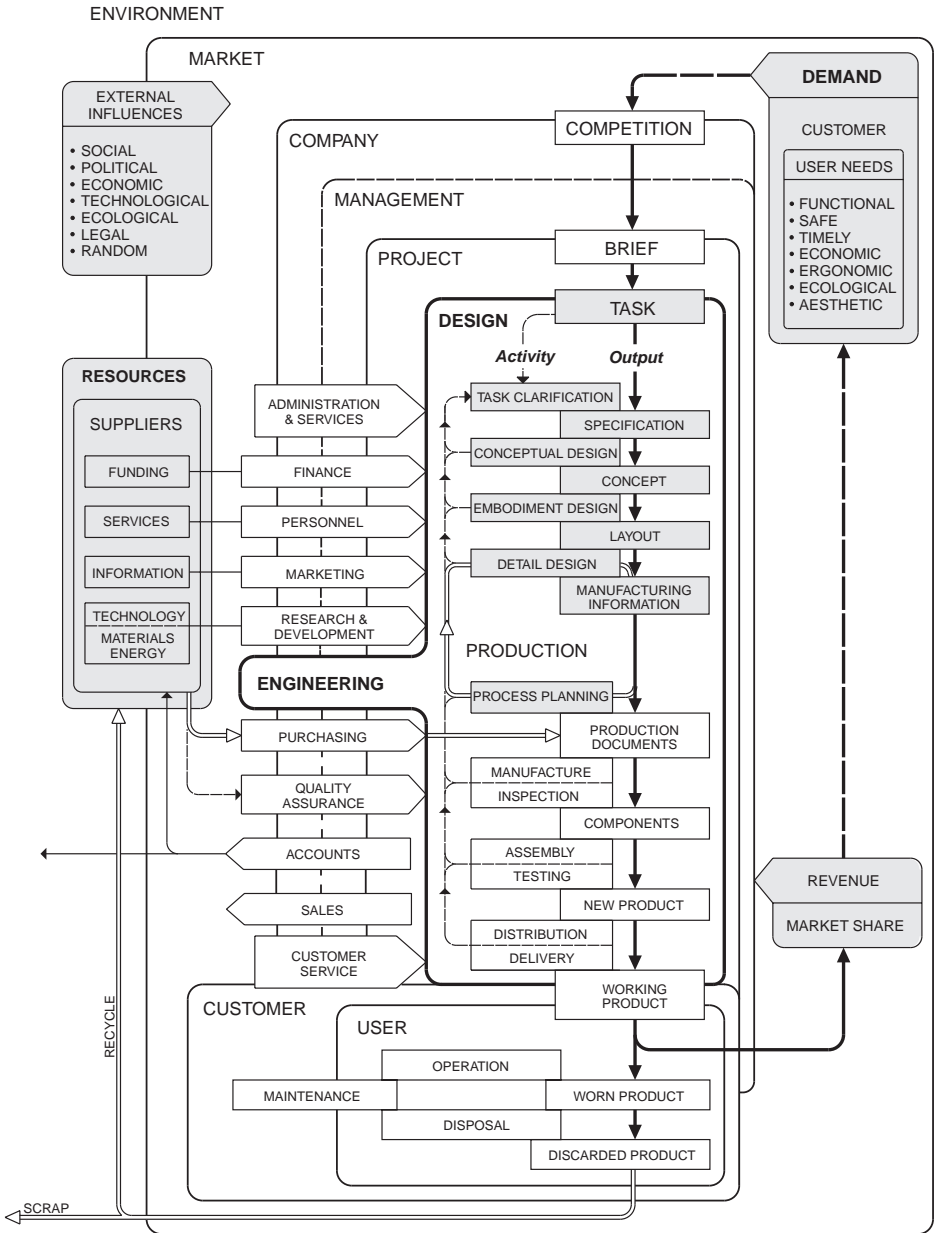 ENVIRONMENT
MARKET
EXTERNAL
INFLUENCES
• SOCIAL
• POLITICAL
• ECONOMIC
• TECHNOLOGICAL
• ECOLOGICAL
• LEGAL
• RANDOM
DEMAND
CUSTOMER
USER NEEDS
• FUNCTIONAL
• SAFE
• TIMELY
• ECONOMIC
• ERGONOMIC
• ECOLOGICAL
• AESTHETIC
COMPANY
COMPETITION
MANAGEMENT
PROJECT
BRIEF
DESIGN
TASK
Activity
Output
RESOURCES
SUPPLIERS
FUNDING
SERVICES
INFORMATION
TECHNOLOGY
MATERIALS
ENERGY
ADMINISTRATION
& SERVICES
FINANCE
PERSONNEL
MARKETING
RESEARCH &
DEVELOPMENT
ENGINEERING
PURCHASING
QUALITY
ASSURANCE
ACCOUNTS
SALES
CUSTOMER
SERVICE
TASK CLARIFICATION
SPECIFICATION
CONCEPTUAL DESIGN
CONCEPT
EMBODIMENT DESIGN
LAYOUT
DETAIL DESIGN
MANUFACTURING
INFORMATION
PRODUCTION
PROCESS PLANNING
PRODUCTION
DOCUMENTS
MANUFACTURE
INSPECTION
COMPONENTS
ASSEMBLY
TESTING
NEW PRODUCT
DISTRIBUTION
DELIVERY
WORKING
PRODUCT
REVENUE
MARKET SHARE
CUSTOMER
USER
OPERATION
MAINTENANCE
WORN PRODUCT
DISPOSAL
DISCARDED PRODUCT
RECYCLE
SCRAP